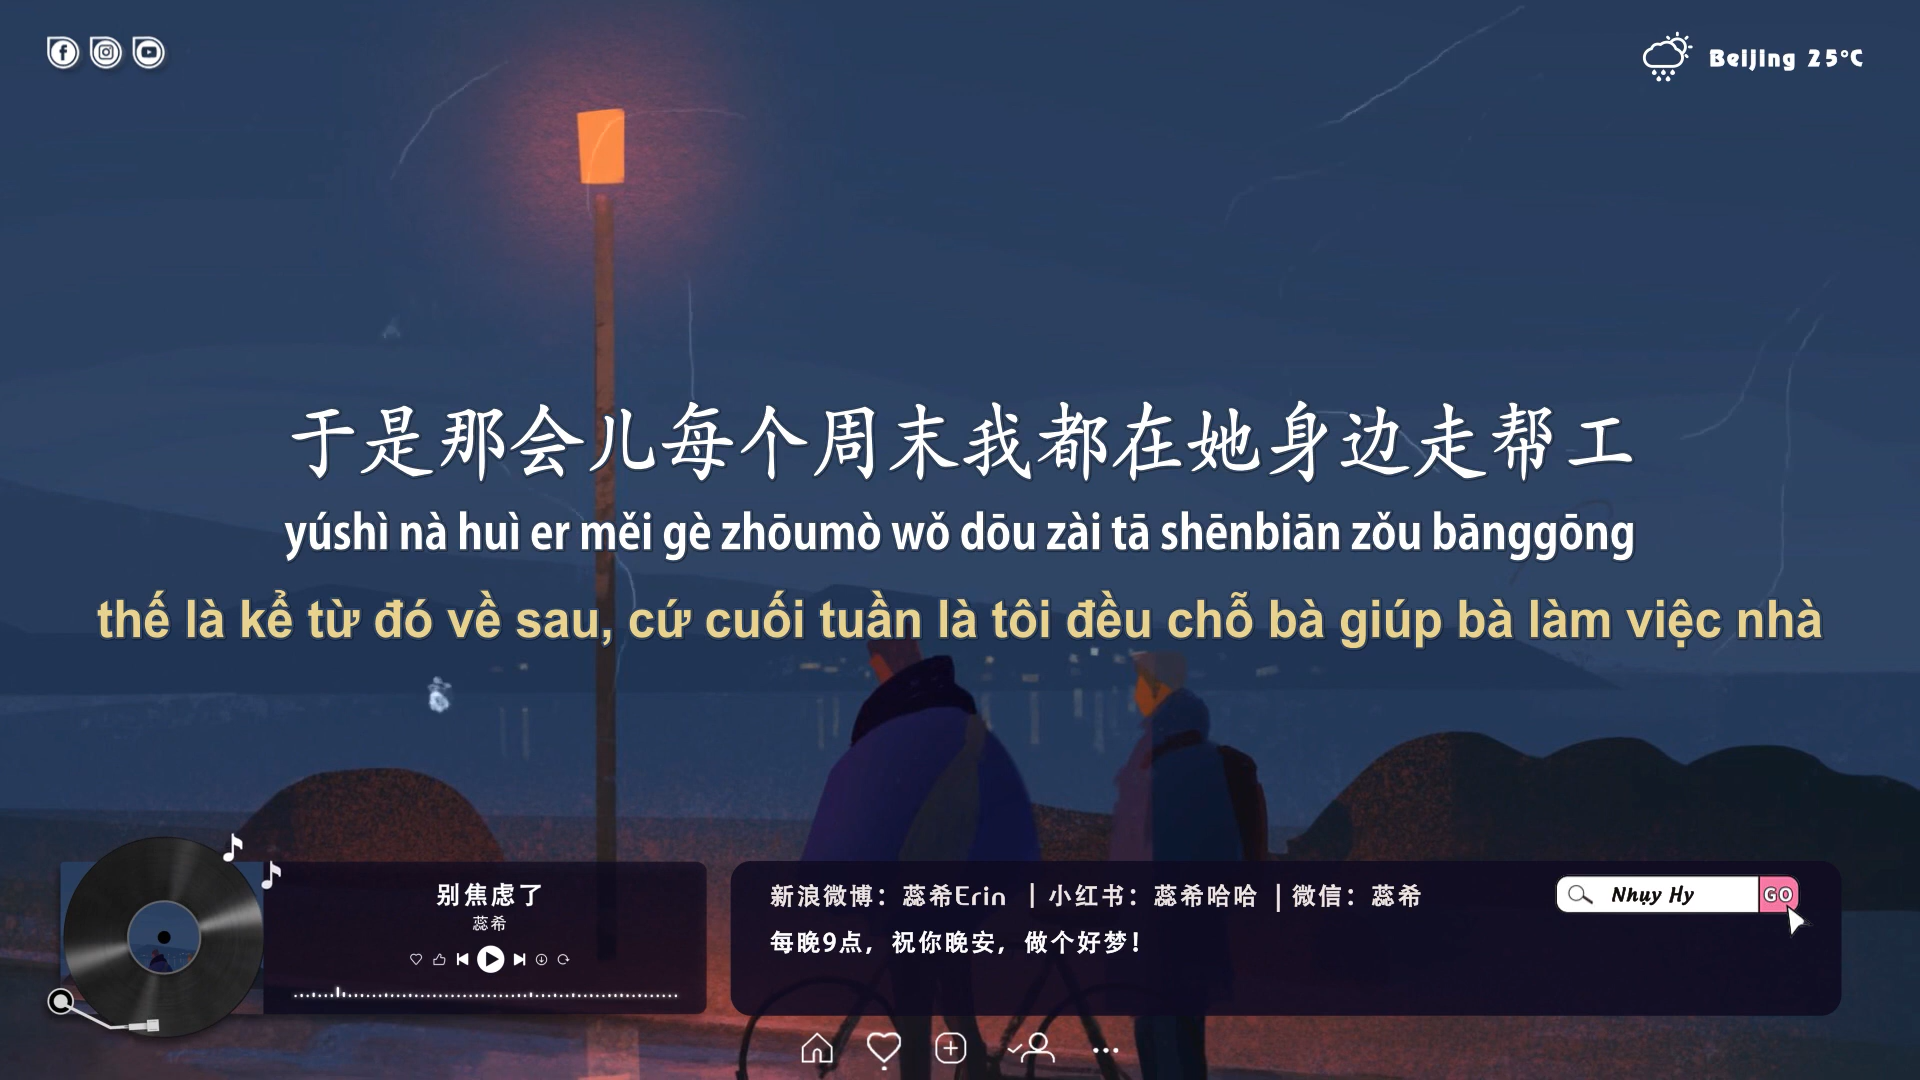 Beijing 25°C
于是那会儿每个周末我都在她身边走帮工
yúshì nà huì er měi gè zhōumò wǒ dōu zài tā shēnbiān zǒu bānggōng
thế là kể từ đó về sau, cứ cuối tuần là tôi đều chỗ bà giúp bà làm việc nhà
别焦虑了
蕊希
新浪微博：蕊希Erin ｜小红书：蕊希哈哈 ｜微信：蕊希
每晚9点，祝你晚安，做个好梦！
Nhụy Hy GO